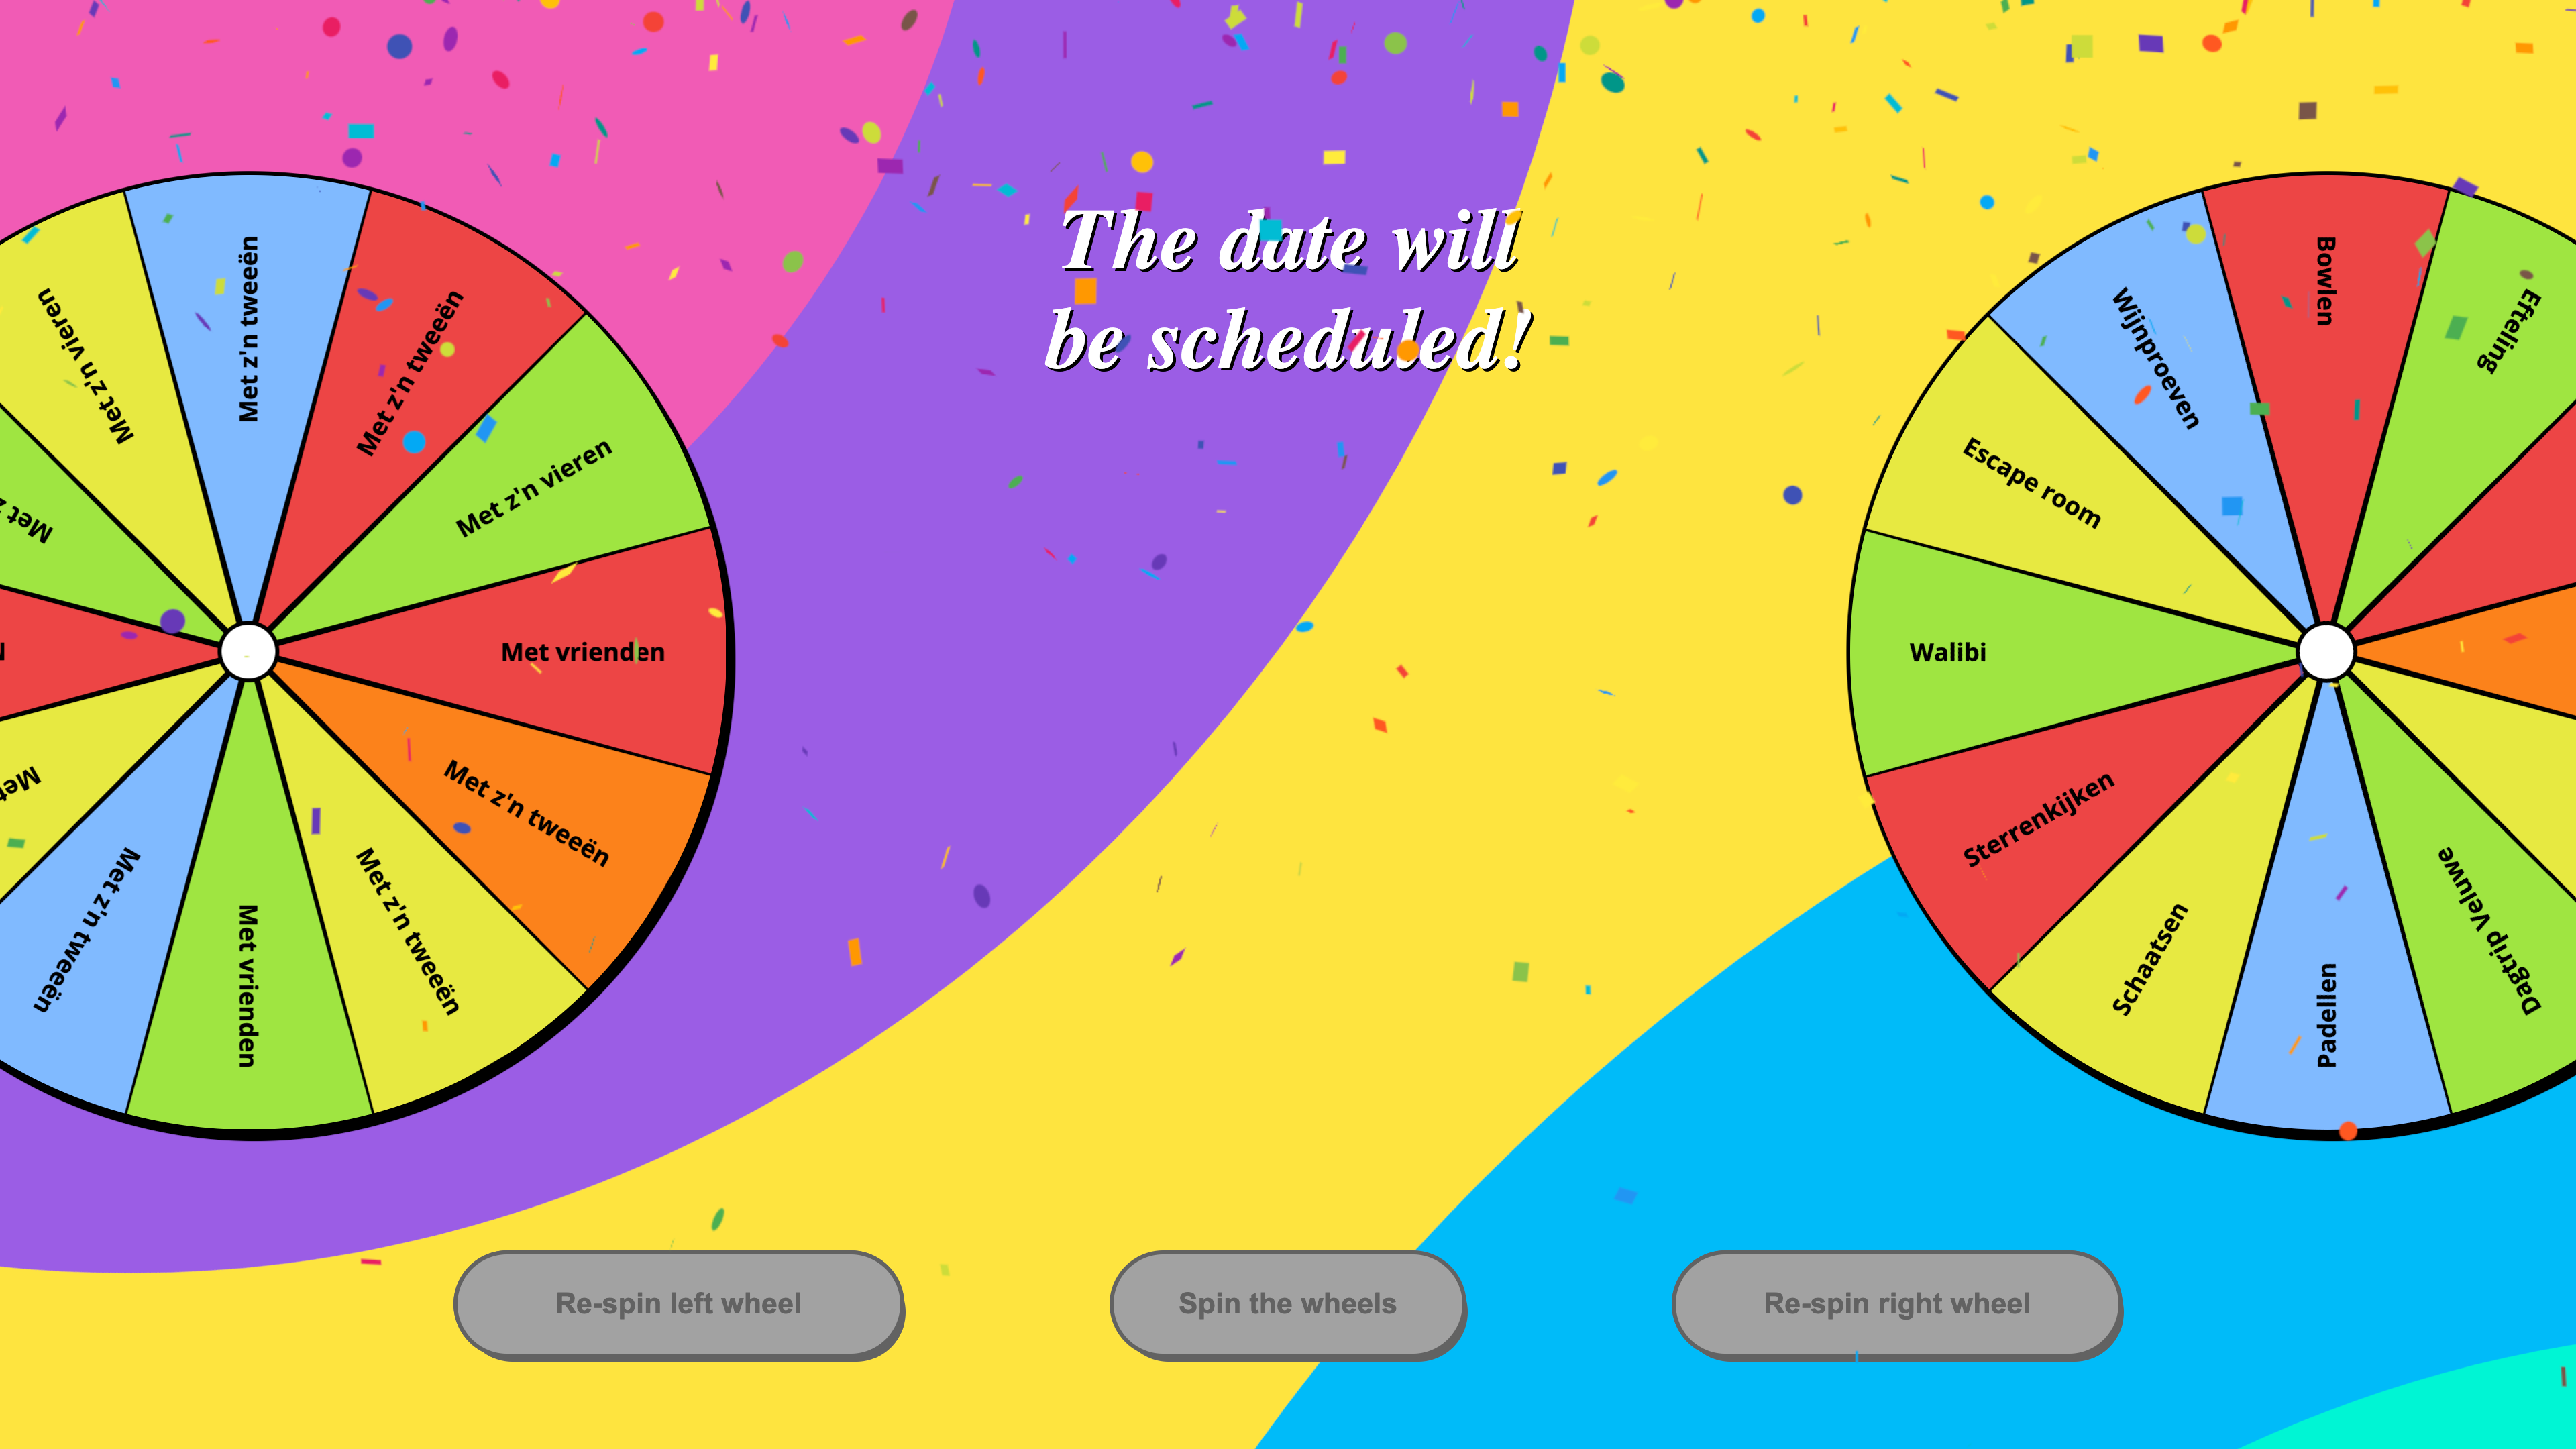 The date will
be scheduled!
Met z'n vieren
Met z'n tweeën
Met z'n tweeën
Met z'n vieren
Met vrienden
Met z'n tweeën
Met z'n tweeën
Met vrienden
Met z'n tweeën
Met
Met z
Escape room
Wijnproeven
Bowlen
Efteling
Walibi
Sterrenkijken
Schaatsen
Padellen
Dagtrip Veluwe
Re-spin left wheel
Spin the wheels
Re-spin right wheel